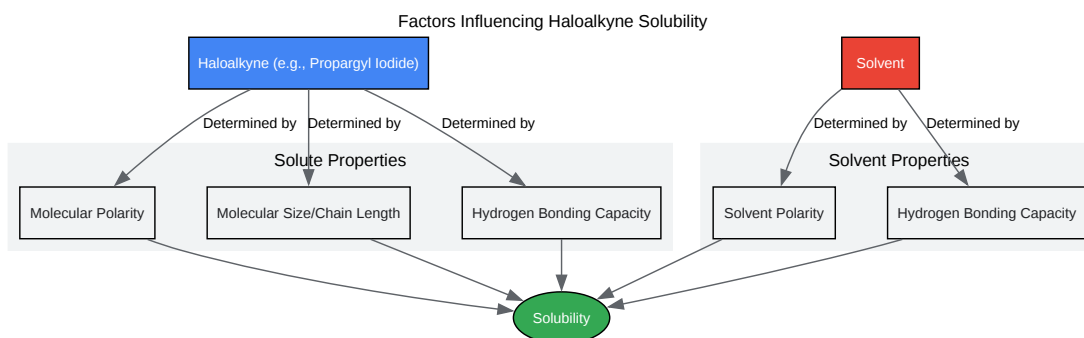 Factors Influencing Haloalkyne Solubility
Haloalkyne (e.g., Propargyl Iodide)
Solvent
Determined by
Determined by
Determined by
Determined by
Determined by
Solute Properties
Solvent Properties
Molecular Polarity
Molecular Size/Chain Length
Hydrogen Bonding Capacity
Solvent Polarity
Hydrogen Bonding Capacity
Solubility